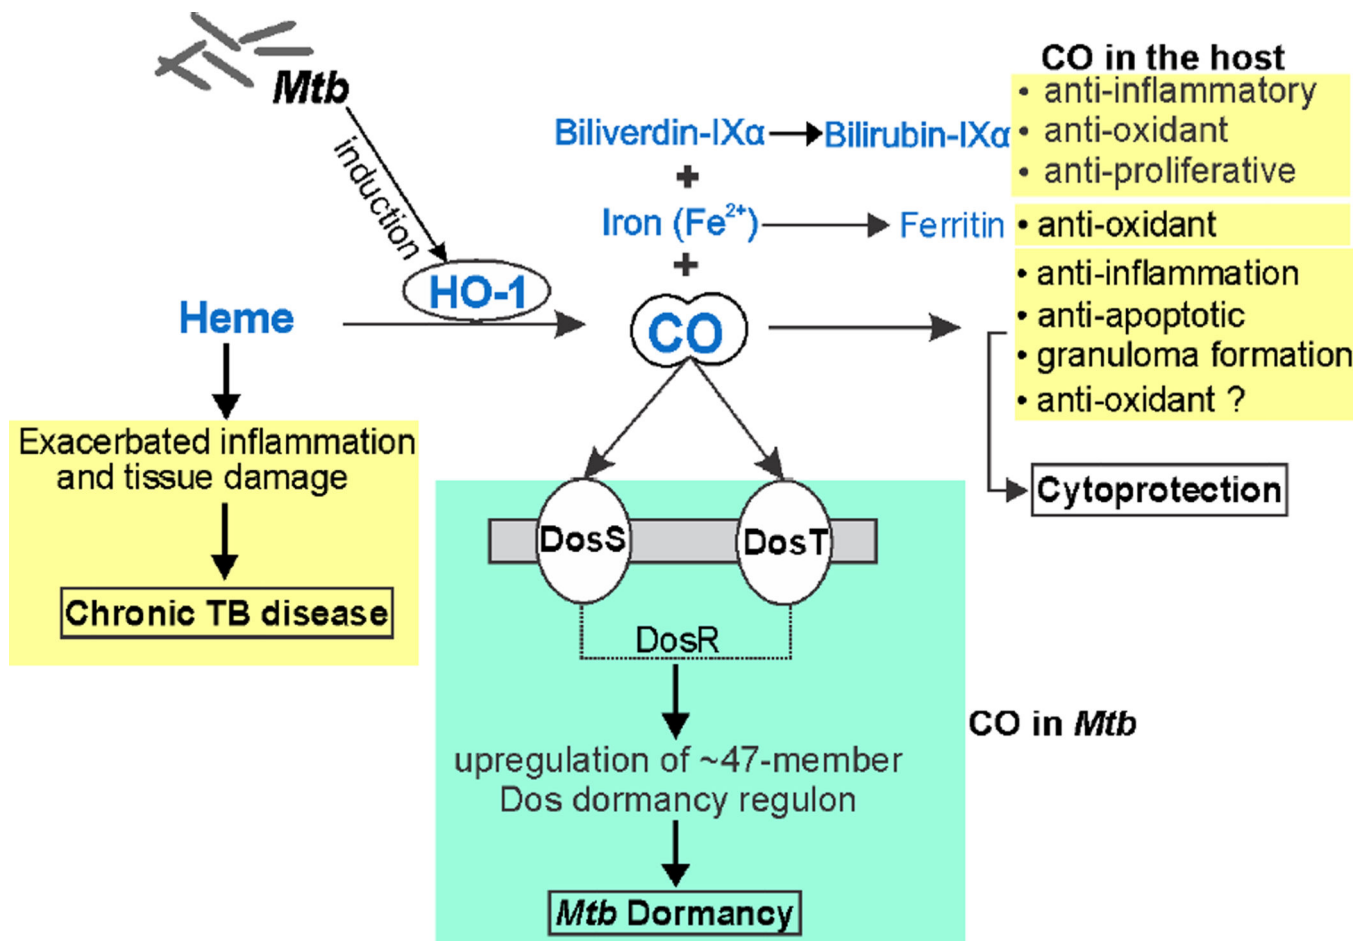 Mtb
induction
HO-1
Heme
Exacerbated inflammation
and tissue damage
Chronic TB disease
Biliverdin-IXα
Bilirubin-IXα
+
Iron (Fe²⁺)
Ferritin
+
CO
CO in the host
• anti-inflammatory
• anti-oxidant
• anti-proliferative
• anti-oxidant
• anti-inflammation
• anti-apoptotic
• granuloma formation
• anti-oxidant ?
Cytoprotection
DosS
DosT
DosR
upregulation of ~47-member
Dos dormancy regulon
Mtb Dormancy
CO in Mtb